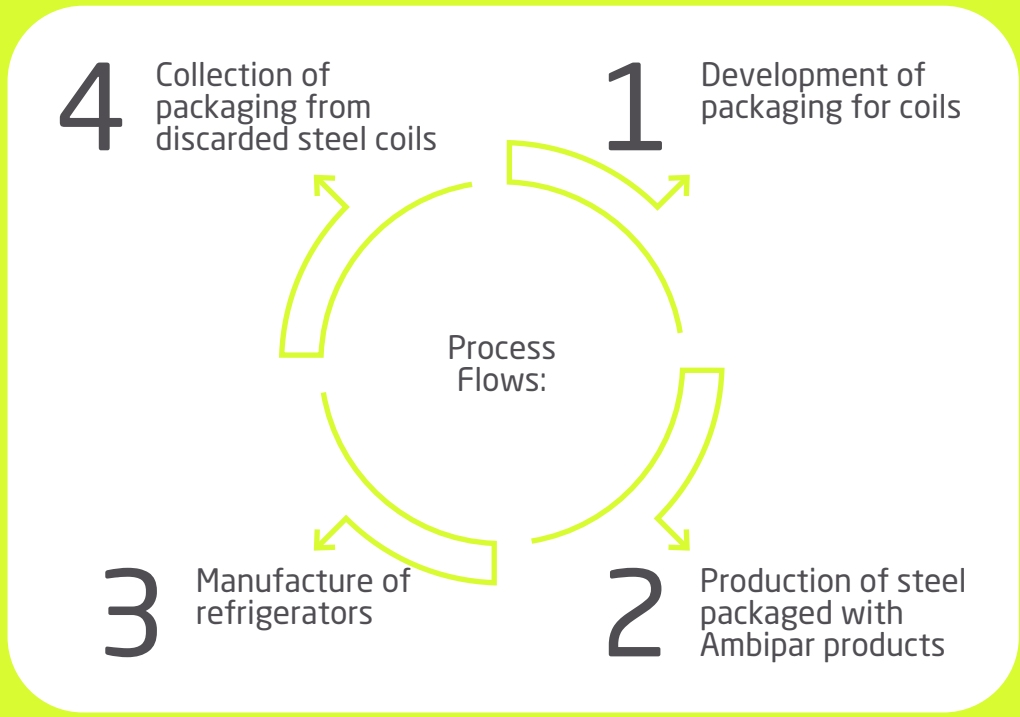 4
Collection of
packaging from
discarded steel coils
1
Development of
packaging for coils
Process
Flows:
3
Manufacture of
refrigerators
2
Production of steel
packaged with
Ambipar products